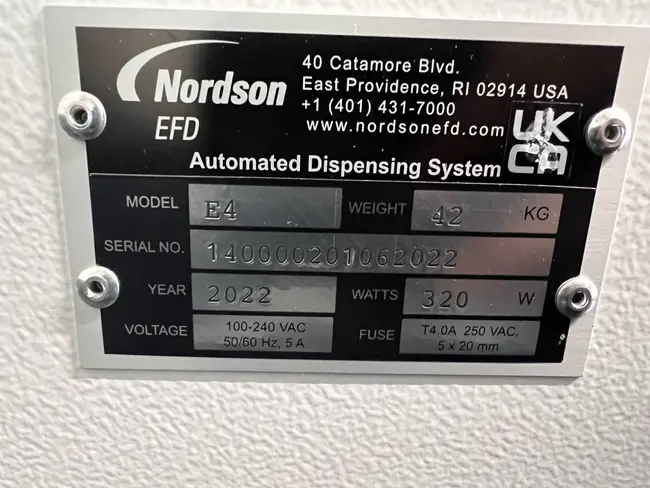 Nordson
EFD
40 Catamore Blvd.
East Providence, RI 02914 USA
+1 (401) 431-7000
www.nordsonefd.com
UK
CA
Automated Dispensing System
MODEL E4 WEIGHT 42 KG
SERIAL NO. 140000201062022
YEAR 2022 WATTS 320 W
VOLTAGE 100-240 VAC 50/60 Hz, 5 A
FUSE T4.0A 250 VAC, 5 x 20 mm